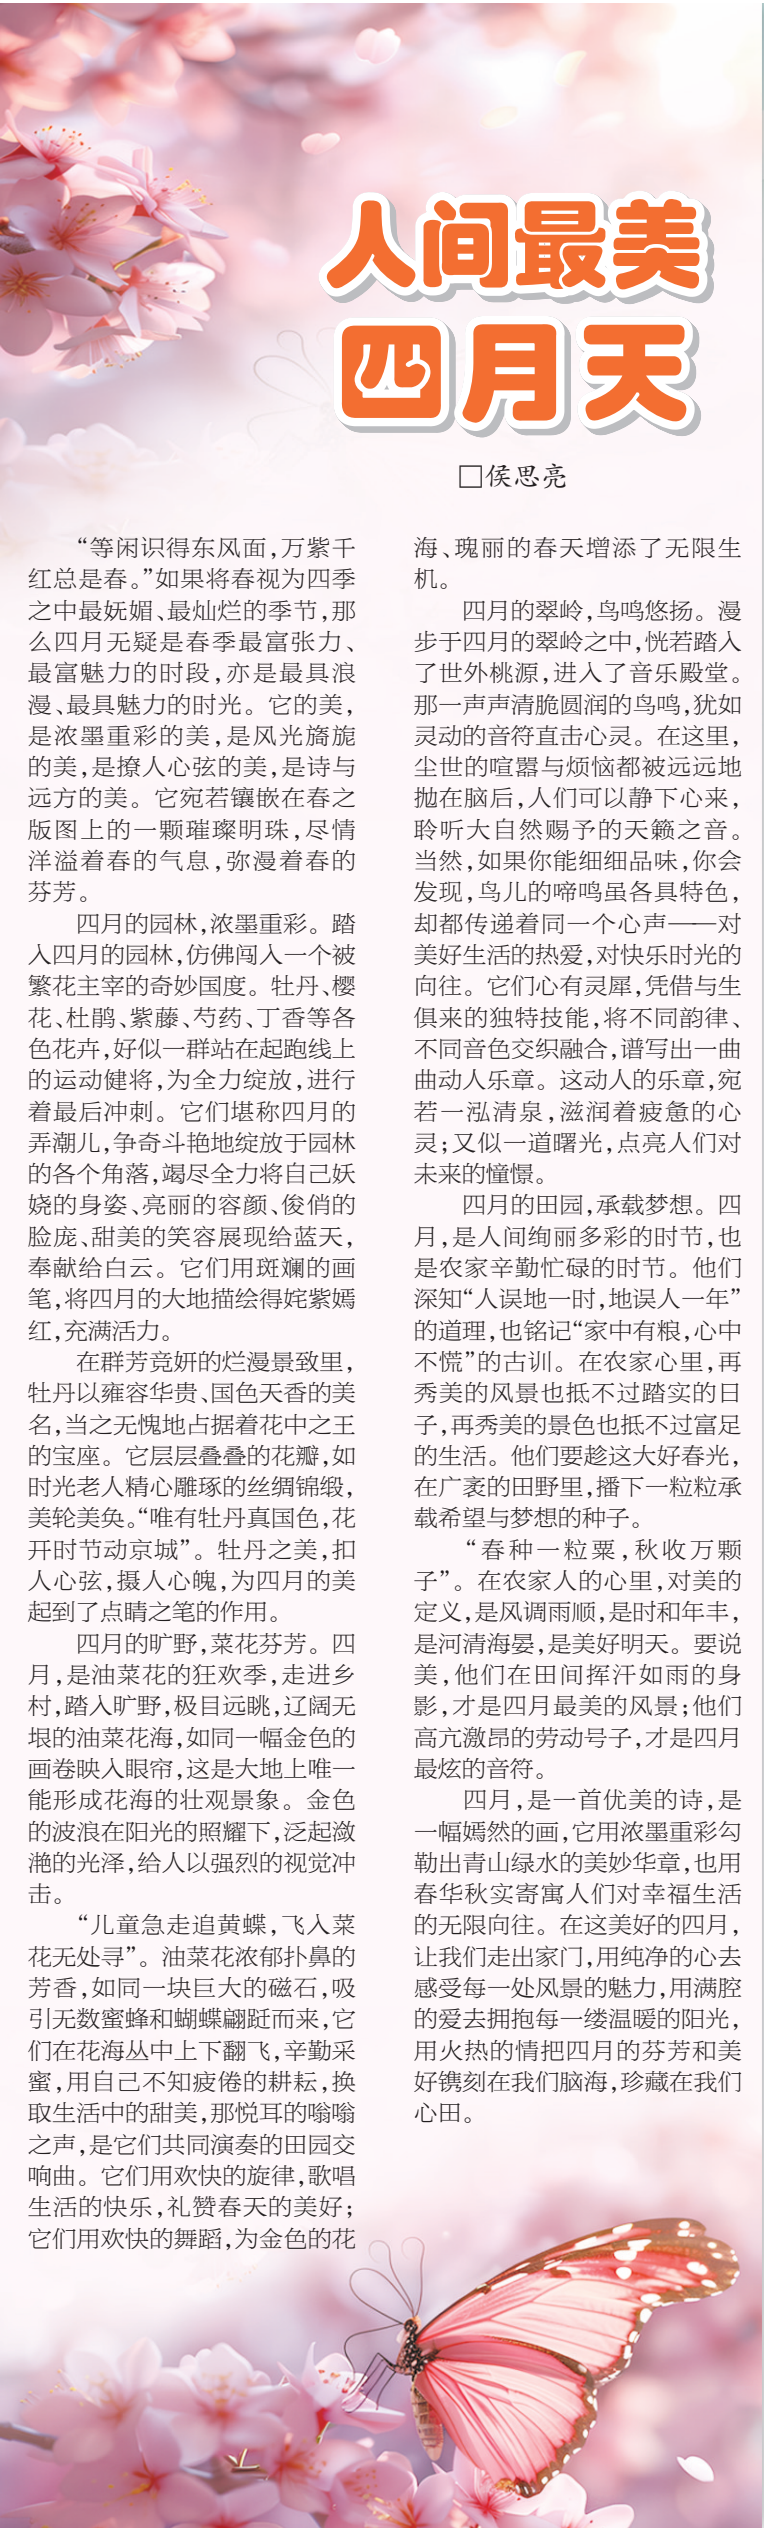 人间最美
四月天
□侯思亮
“等闲识得东风面，万紫千
红总是春。”如果将春视为四季
之中最妩媚、最灿烂的季节，那
么四月无疑是春季最富张力、
最富魅力的时段，亦是最具浪
漫、最具魅力的时光。它的美，
是浓墨重彩的美，是风光旖旎
的美，是撩人心弦的美，是诗与
远方的美。它宛若镶嵌在春之
版图上的一颗璀璨明珠，尽情
洋溢着春的气息，弥漫着春的
芬芳。
四月的园林，浓墨重彩。踏
入四月的园林，仿佛闯入一个被
繁花主宰的奇妙国度。牡丹、樱
花、杜鹃、紫藤、芍药、丁香等各
色花卉，好似一群站在起跑线上
的运动健将，为全力绽放，进行
着最后冲刺。它们堪称四月的
弄潮儿，争奇斗艳地绽放于园林
的各个角落，竭尽全力将自己妖
娆的身姿、亮丽的容颜、俊俏的
脸庞、甜美的笑容展现给蓝天，
奉献给白云。它们用斑斓的画
笔，将四月的大地描绘得姹紫嫣
红，充满活力。
在群芳竞妍的烂漫景致里，
牡丹以雍容华贵、国色天香的美
名，当之无愧地占据着花中之王
的宝座。它层层叠叠的花瓣，如
时光老人精心雕琢的丝绸锦缎，
美轮美奂。“唯有牡丹真国色，花
开时节动京城”。牡丹之美，扣
人心弦，摄人心魄，为四月的美
起到了点睛之笔的作用。
四月的旷野，菜花芬芳。四
月，是油菜花的狂欢季，走进乡
村，踏入旷野，极目远眺，辽阔无
垠的油菜花海，如同一幅金色的
画卷映入眼帘，这是大地上唯一
能形成花海的壮观景象。金色
的波浪在阳光的照耀下，泛起潋
滟的光泽，给人以强烈的视觉冲
击。
“儿童急走追黄蝶，飞入菜
花无处寻”。油菜花浓郁扑鼻的
芳香，如同一块巨大的磁石，吸
引无数蜜蜂和蝴蝶翩跹而来，它
们在花海丛中上下翻飞，辛勤采
蜜，用自己不知疲倦的耕耘，换
取生活中的甜美，那悦耳的嗡嗡
之声，是它们共同演奏的田园交
响曲。它们用欢快的旋律，歌唱
生活的快乐，礼赞春天的美好；
它们用欢快的舞蹈，为金色的花
海、瑰丽的春天增添了无限生
机。
四月的翠岭，鸟鸣悠扬。漫
步于四月的翠岭之中，恍若踏入
了世外桃源，进入了音乐殿堂。
那一声声清脆圆润的鸟鸣，犹如
灵动的音符直击心灵。在这里，
尘世的喧嚣与烦恼都被远远地
抛在脑后，人们可以静下心来，
聆听大自然赐予的天籁之音。
当然，如果你能细细品味，你会
发现，鸟儿的啼鸣虽各具特色，
却都传递着同一个心声——对
美好生活的热爱，对快乐时光的
向往。它们心有灵犀，凭借与生
俱来的独特技能，将不同韵律、
不同音色交织融合，谱写出一曲
曲动人乐章。这动人的乐章，宛
若一泓清泉，滋润着疲惫的心
灵；又似一道曙光，点亮人们对
未来的憧憬。
四月的田园，承载梦想。四
月，是人间绚丽多彩的时节，也
是农家辛勤忙碌的时节。他们
深知“人误地一时，地误人一年”
的道理，也铭记“家中有粮，心中
不慌”的古训。在农家心里，再
秀美的风景也抵不过踏实的日
子，再秀美的景色也抵不过富足
的生活。他们要趁这大好春光，
在广袤的田野里，播下一粒粒承
载希望与梦想的种子。
“春种一粒粟，秋收万颗
子”。在农家人的心里，对美的
定义，是风调雨顺，是时和年丰，
是河清海晏，是美好明天。要说
美，他们在田间挥汗如雨的身
影，才是四月最美的风景；他们
高亢激昂的劳动号子，才是四月
最炫的音符。
四月，是一首优美的诗，是
一幅嫣然的画，它用浓墨重彩勾
勒出青山绿水的美妙华章，也用
春华秋实寄寓人们对幸福生活
的无限向往。在这美好的四月，
让我们走出家门，用纯净的心去
感受每一处风景的魅力，用满腔
的爱去拥抱每一缕温暖的阳光，
用火热的情把四月的芬芳和美
好镌刻在我们脑海，珍藏在我们
心田。